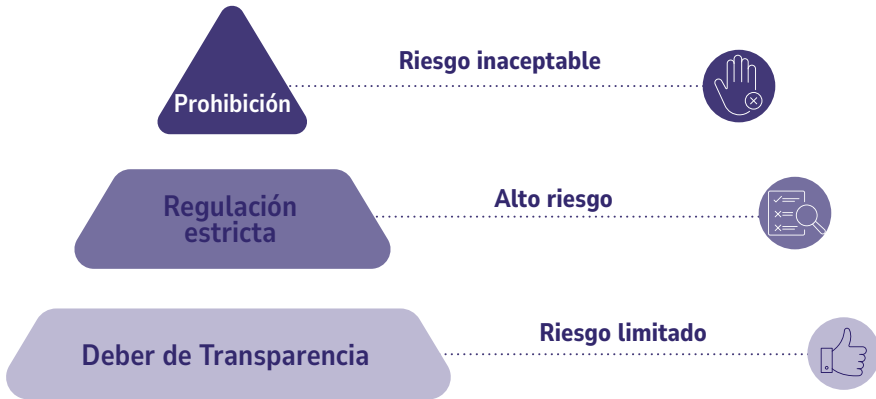 Riesgo inaceptable
Prohibición
Alto riesgo
Regulación
estricta
Riesgo limitado
Deber de Transparencia